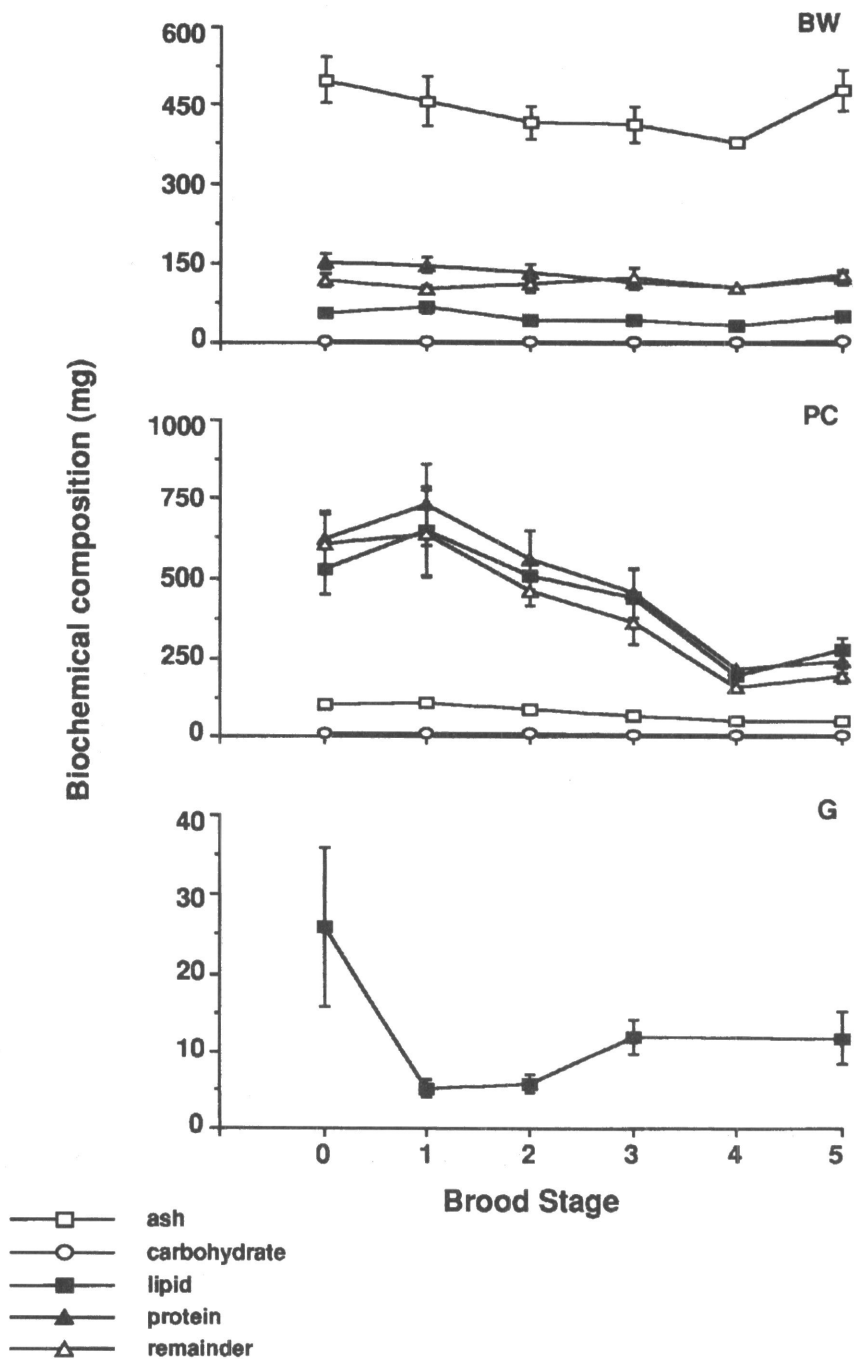 BW
600
450
300
150
0
PC
1000
750
500
250
0
Biochemical composition (mg)
G
40
30
20
10
0
0 1 2 3 4 5
Brood Stage
ash
carbohydrate
lipid
protein
remainder